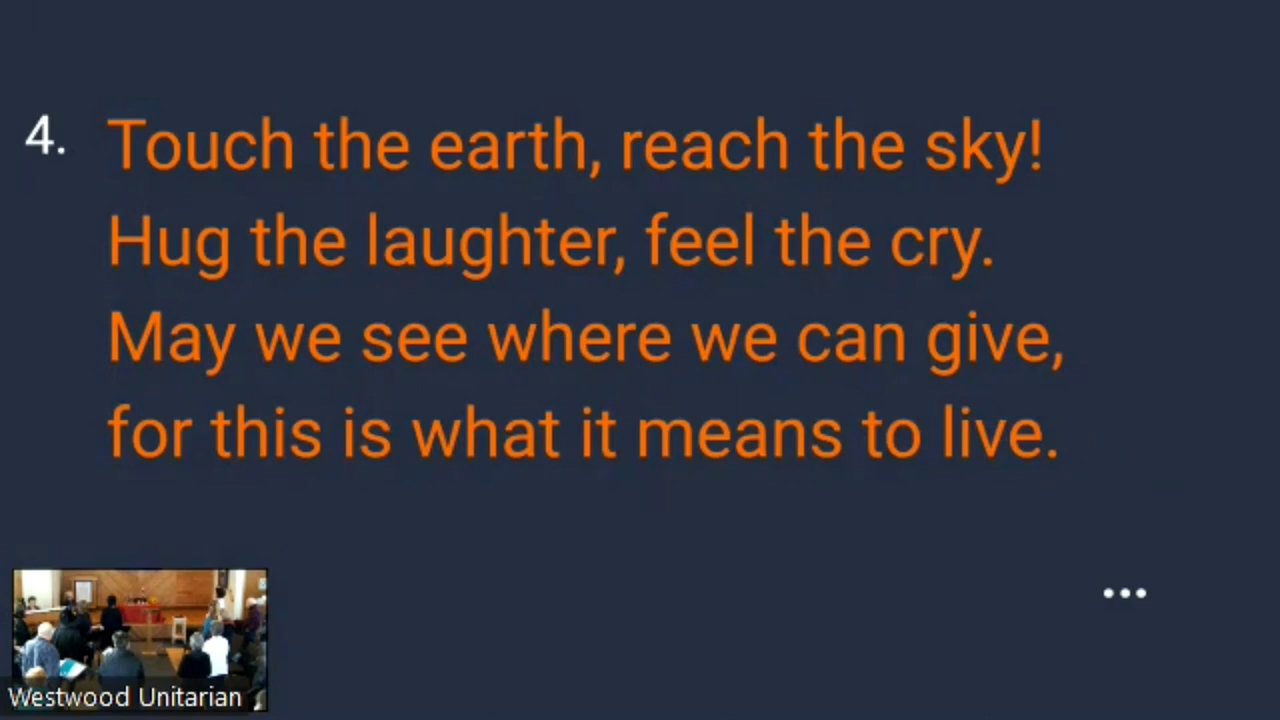 4. Touch the earth, reach the sky!
Hug the laughter, feel the cry.
May we see where we can give,
for this is what it means to live.
...
Westwood Unitarian